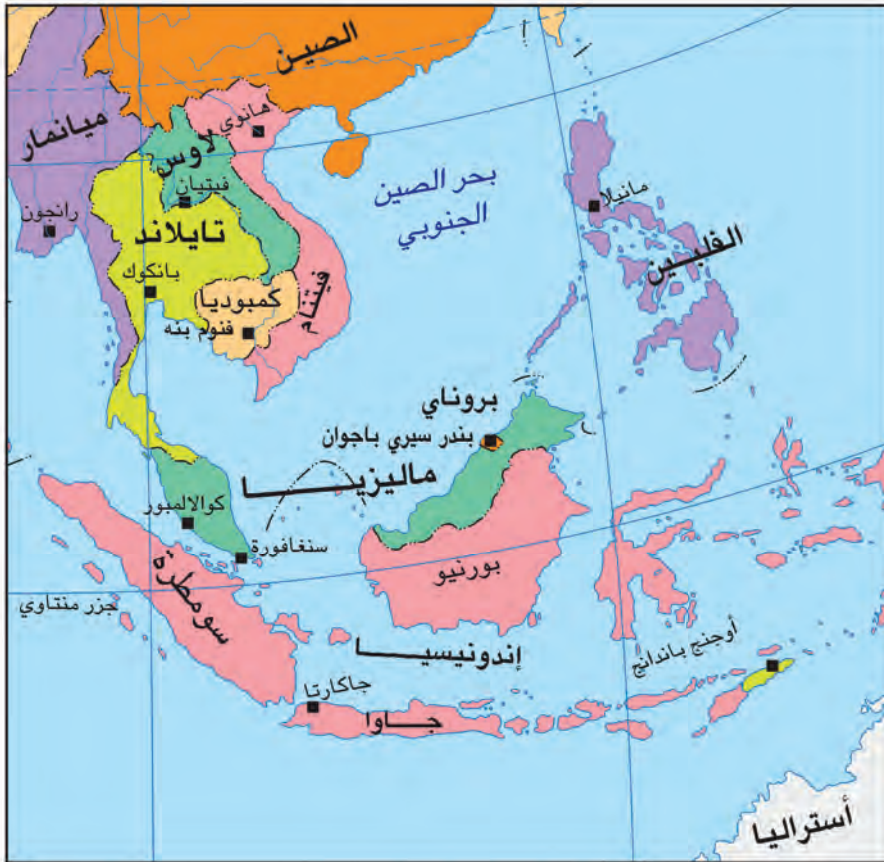 الصين
ميانمار
هانوي
لاوس
فيتيان
رانجون
تايلاند
بانكوك
كمبوديا
فنوم بنه
فيتنام
بحر الصين
الجنوبي
مانيلا
الفلبين
بروناي
بندر سيري باجوان
ماليزيا
كوالالمبور
سنغافورة
بورنيو
سومطرة
جزر منتاوي
إندونيسيا
أوجنج باندانج
جاكارتا
جاوا
أستراليا